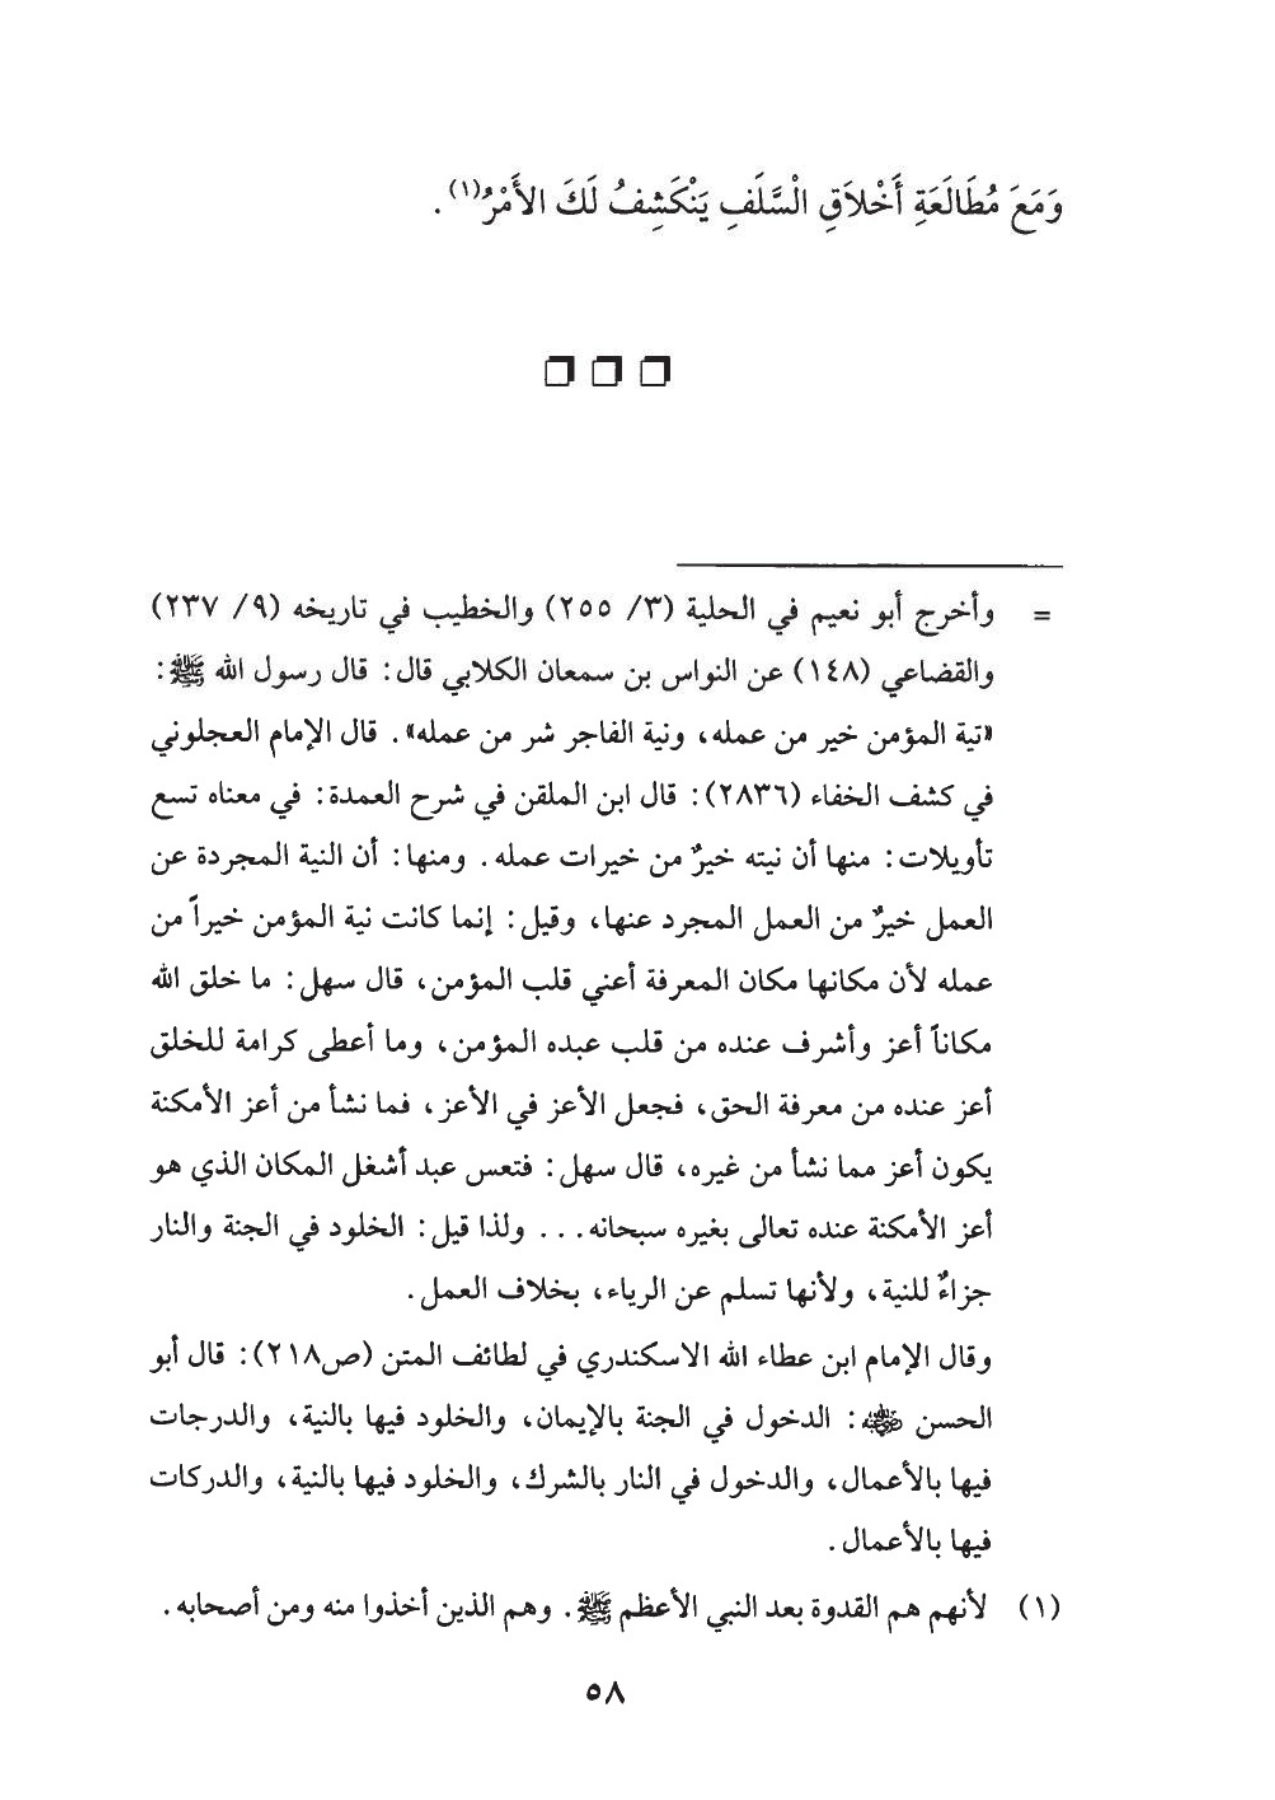 وَمَعَ مُطَالَعَةِ أَخْلاَقِ الْسَّلَفِ يَنْكَشِفُ لَكَ الأَمْرُ(١).
= وأخرج أبو نعيم في الحلية (٣/ ٢٥٥) والخطيب في تاريخه (٩/ ٢٣٧)
والقضاعي (١٤٨) عن النواس بن سمعان الكلابي قال: قال رسول الله ﷺ:
«نية المؤمن خير من عمله، ونية الفاجر شر من عمله». قال الإمام العجلوني
في كشف الخفاء (٢٨٣٦): قال ابن الملقن في شرح العمدة: في معناه تسع
تأويلات: منها أن نيته خيرٌ من خيرات عمله. ومنها: أن النية المجردة عن
العمل خيرٌ من العمل المجرد عنها، وقيل: إنما كانت نية المؤمن خيراً من
عمله لأن مكانها مكان المعرفة أعني قلب المؤمن، قال سهل: ما خلق الله
مكاناً أعز وأشرف عنده من قلب عبده المؤمن، وما أعطى كرامة للخلق
أعز عنده من معرفة الحق، فجعل الأعز في الأعز، فما نشأ من أعز الأمكنة
يكون أعز مما نشأ من غيره، قال سهل: فتعس عبد أشغل المكان الذي هو
أعز الأمكنة عنده تعالى بغيره سبحانه... ولذا قيل: الخلود في الجنة والنار
جزاءٌ للنية، ولأنها تسلم عن الرياء، بخلاف العمل.
وقال الإمام ابن عطاء الله الاسكندري في لطائف المتن (ص٢١٨): قال أبو
الحسن رضي الله عنه: الدخول في الجنة بالإيمان، والخلود فيها بالنية، والدرجات
فيها بالأعمال، والدخول في النار بالشرك، والخلود فيها بالنية، والدركات
فيها بالأعمال.
(١) لأنهم هم القدوة بعد النبي الأعظم ﷺ. وهم الذين أخذوا منه ومن أصحابه.
٥٨